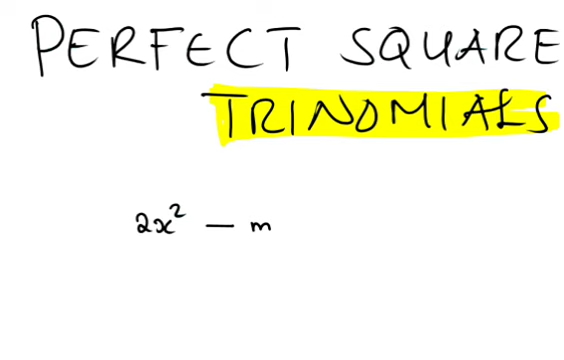 PERFECT SQUARE
TRINOMIALS
2x² – m